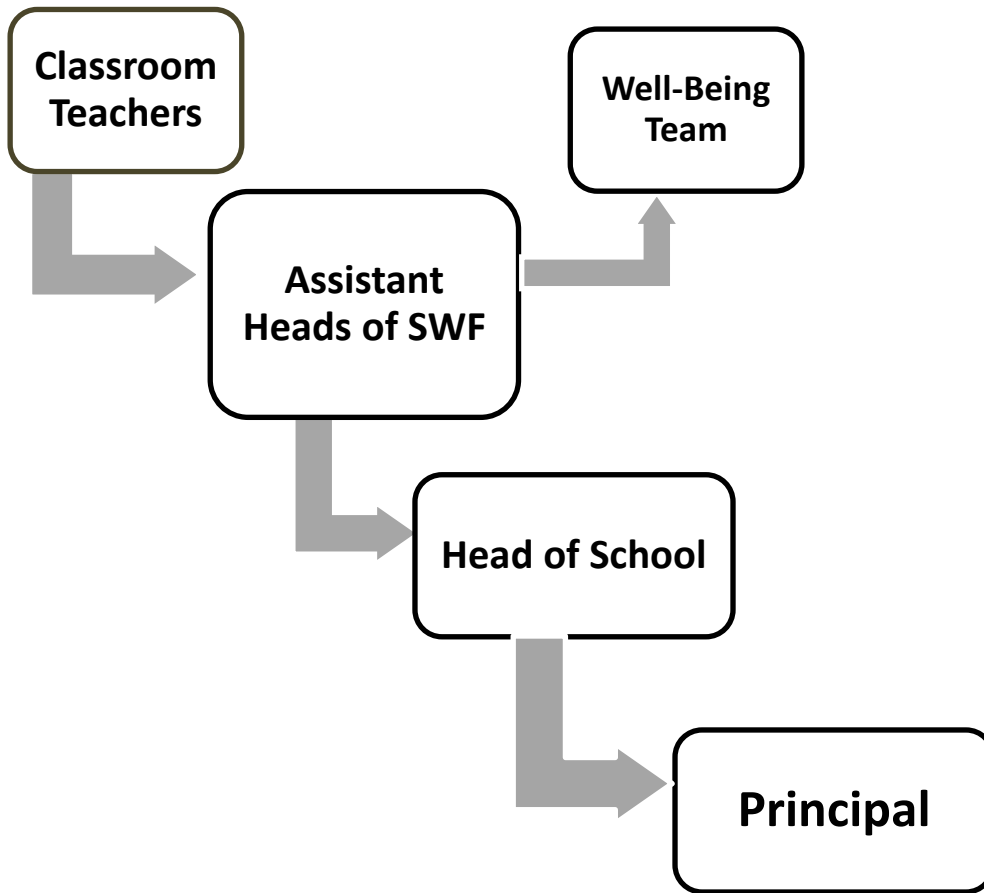 Classroom
Teachers
Well-Being
Team
Assistant
Heads of SWF
Head of School
Principal